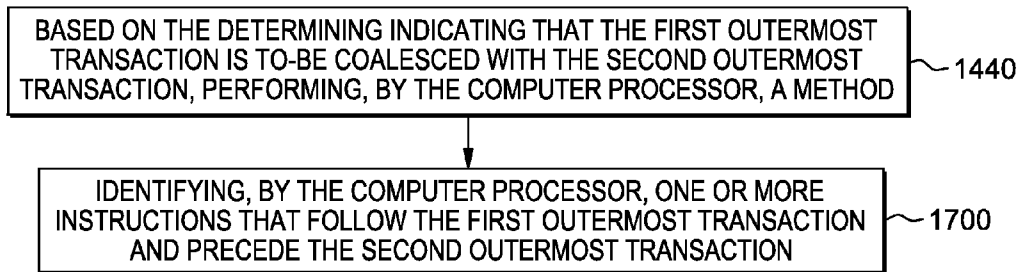 BASED ON THE DETERMINING INDICATING THAT THE FIRST OUTERMOST
TRANSACTION IS TO-BE COALESCED WITH THE SECOND OUTERMOST
TRANSACTION, PERFORMING, BY THE COMPUTER PROCESSOR, A METHOD
1440
IDENTIFYING, BY THE COMPUTER PROCESSOR, ONE OR MORE
INSTRUCTIONS THAT FOLLOW THE FIRST OUTERMOST TRANSACTION
AND PRECEDE THE SECOND OUTERMOST TRANSACTION
1700